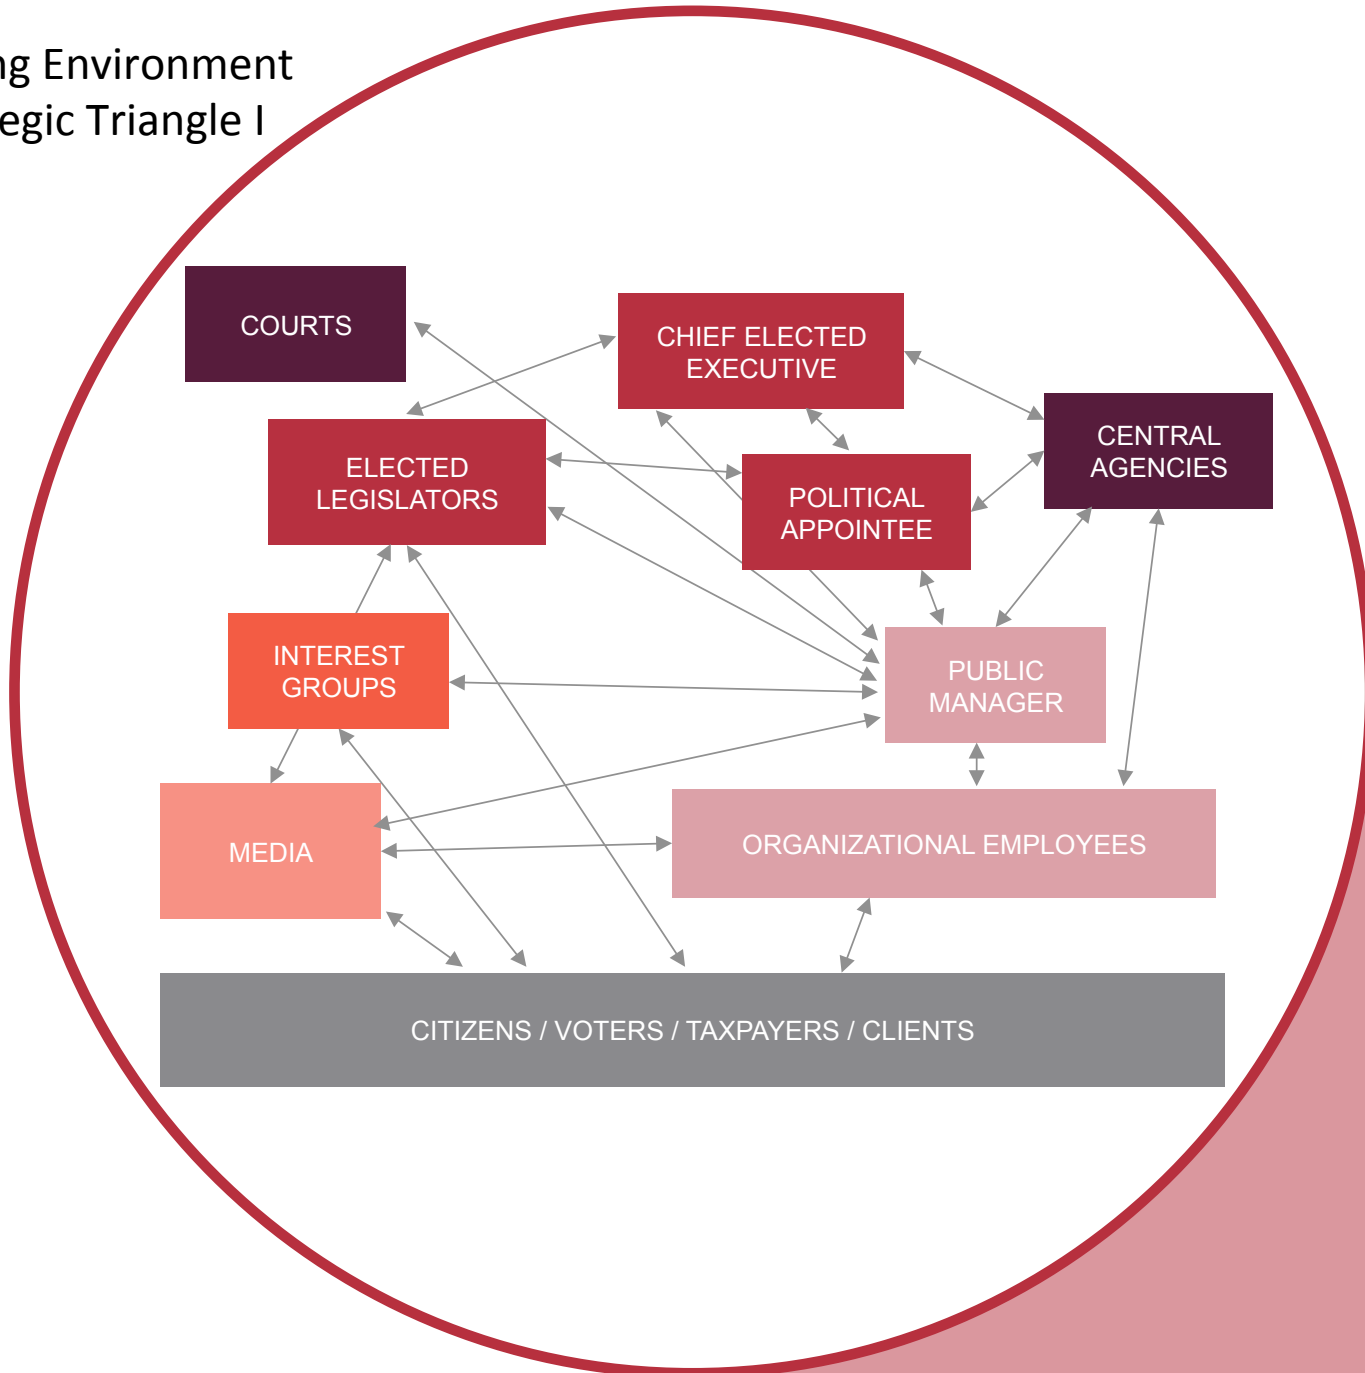 ng Environment
egic Triangle I
COURTS
CHIEF ELECTED
EXECUTIVE
CENTRAL
AGENCIES
ELECTED
LEGISLATORS
POLITICAL
APPOINTEE
INTEREST
GROUPS
PUBLIC
MANAGER
MEDIA
ORGANIZATIONAL EMPLOYEES
CITIZENS / VOTERS / TAXPAYERS / CLIENTS